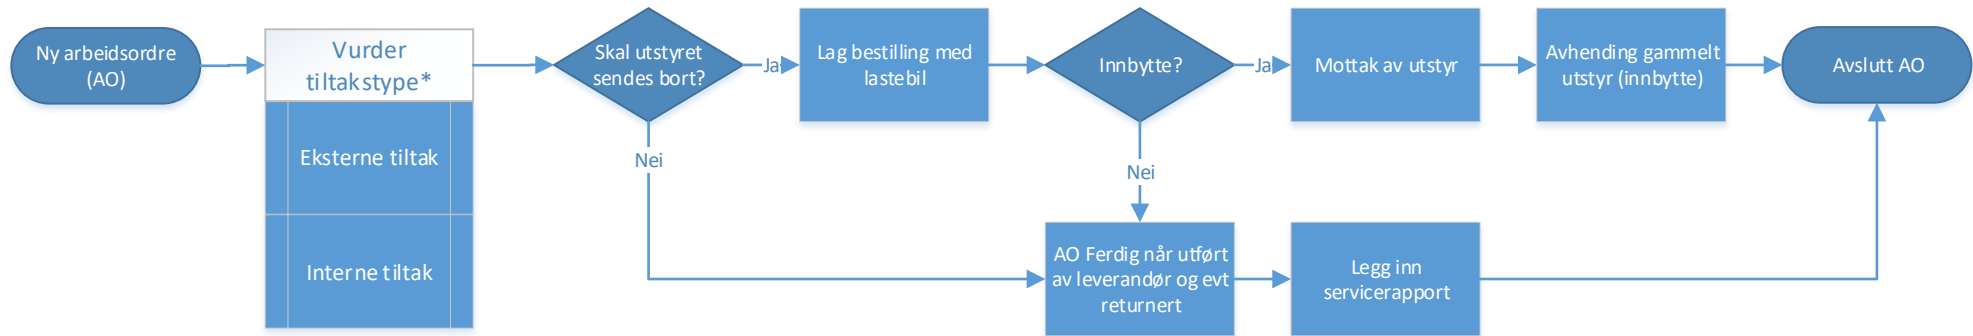 Ny arbeidsordre
(AO)
Vurder
tiltakstype*
Eksterne tiltak
Interne tiltak
Skal utstyret
sendes bort?
Ja
Nei
Lag bestilling med
lastebil
Innbytte?
Ja
Nei
Mottak av utstyr
Avhending gammelt
utstyr (innbytte)
Avslutt AO
AO Ferdig når utført
av leverandør og evt
returnert
Legg inn
servicerapport